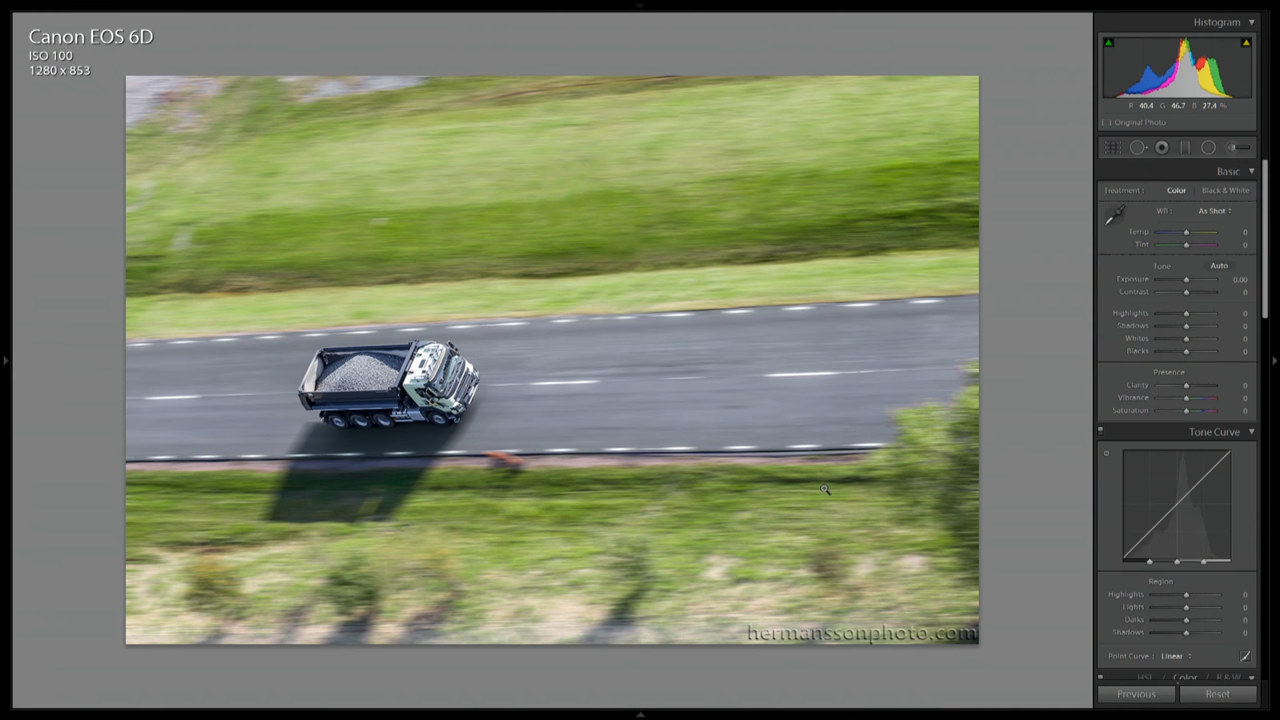 Canon EOS 6D
ISO 100
1280 x 853
hermanssonphoto.com
Histogram
R 40,4 G 46,7 B 27,4 %
Original Photo
Basic
Treatment : Color Black & White
WB : As Shot
Temp 0
Tint 0
Tone Auto
Exposure 0,00
Contrast 0
Highlights 0
Shadows 0
Whites 0
Blacks 0
Presence
Clarity 0
Vibrance 0
Saturation 0
Tone Curve
Region
Highlights 0
Lights 0
Darks 0
Shadows 0
Point Curve : Linear
HSL / Color / B & W
Previous Reset